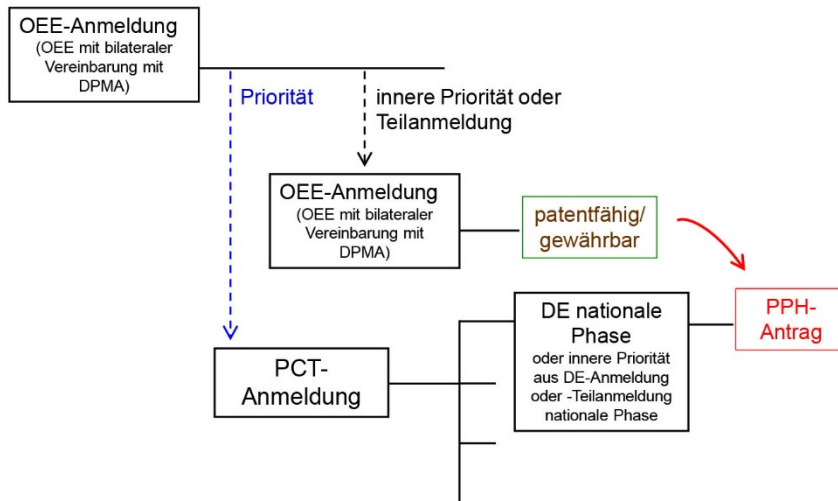 OEE-Anmeldung
(OEE mit bilateraler
Vereinbarung mit
DPMA)
Priorität
innere Priorität oder
Teilanmeldung
OEE-Anmeldung
(OEE mit bilateraler
Vereinbarung mit
DPMA)
patentfähig/
gewährbar
DE nationale
Phase
oder innere Priorität
aus DE-Anmeldung
oder -Teilanmeldung
nationale Phase
PPH-
Antrag
PCT-
Anmeldung